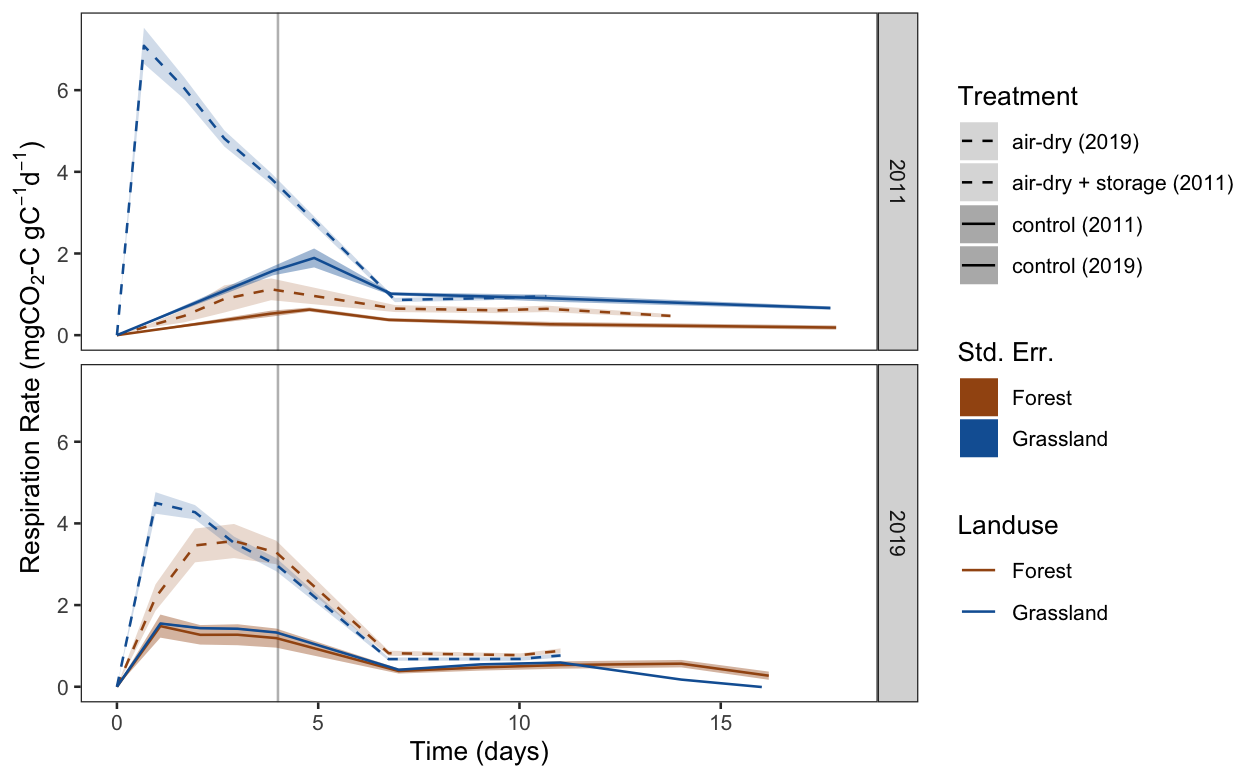 Respiration Rate (mgCO₂-C gC⁻¹d⁻¹)
6
4
2
0
2011
6
4
2
0
2019
0 5 10 15
Time (days)
Treatment
air-dry (2019)
air-dry + storage (2011)
control (2011)
control (2019)
Std. Err.
Forest
Grassland
Landuse
Forest
Grassland